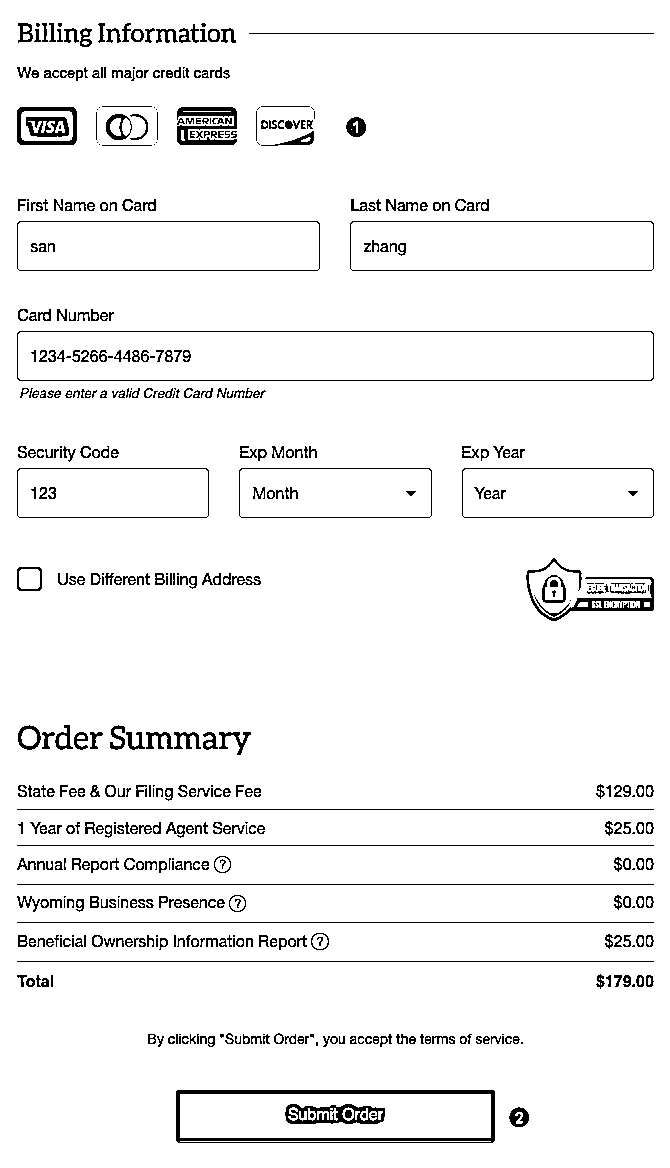 Billing Information
We accept all major credit cards
VISA AMERICAN EXPRESS DISCOVER 1
First Name on Card Last Name on Card
san zhang
Card Number
1234-5266-4486-7879
Please enter a valid Credit Card Number
Security Code Exp Month Exp Year
123 Month Year
Use Different Billing Address
SECURE TRANSACTION
SSL ENCRYPTION
Order Summary
State Fee & Our Filing Service Fee $129.00
1 Year of Registered Agent Service $25.00
Annual Report Compliance ? $0.00
Wyoming Business Presence ? $0.00
Beneficial Ownership Information Report ? $25.00
Total $179.00
By clicking "Submit Order", you accept the terms of service.
Submit Order 2